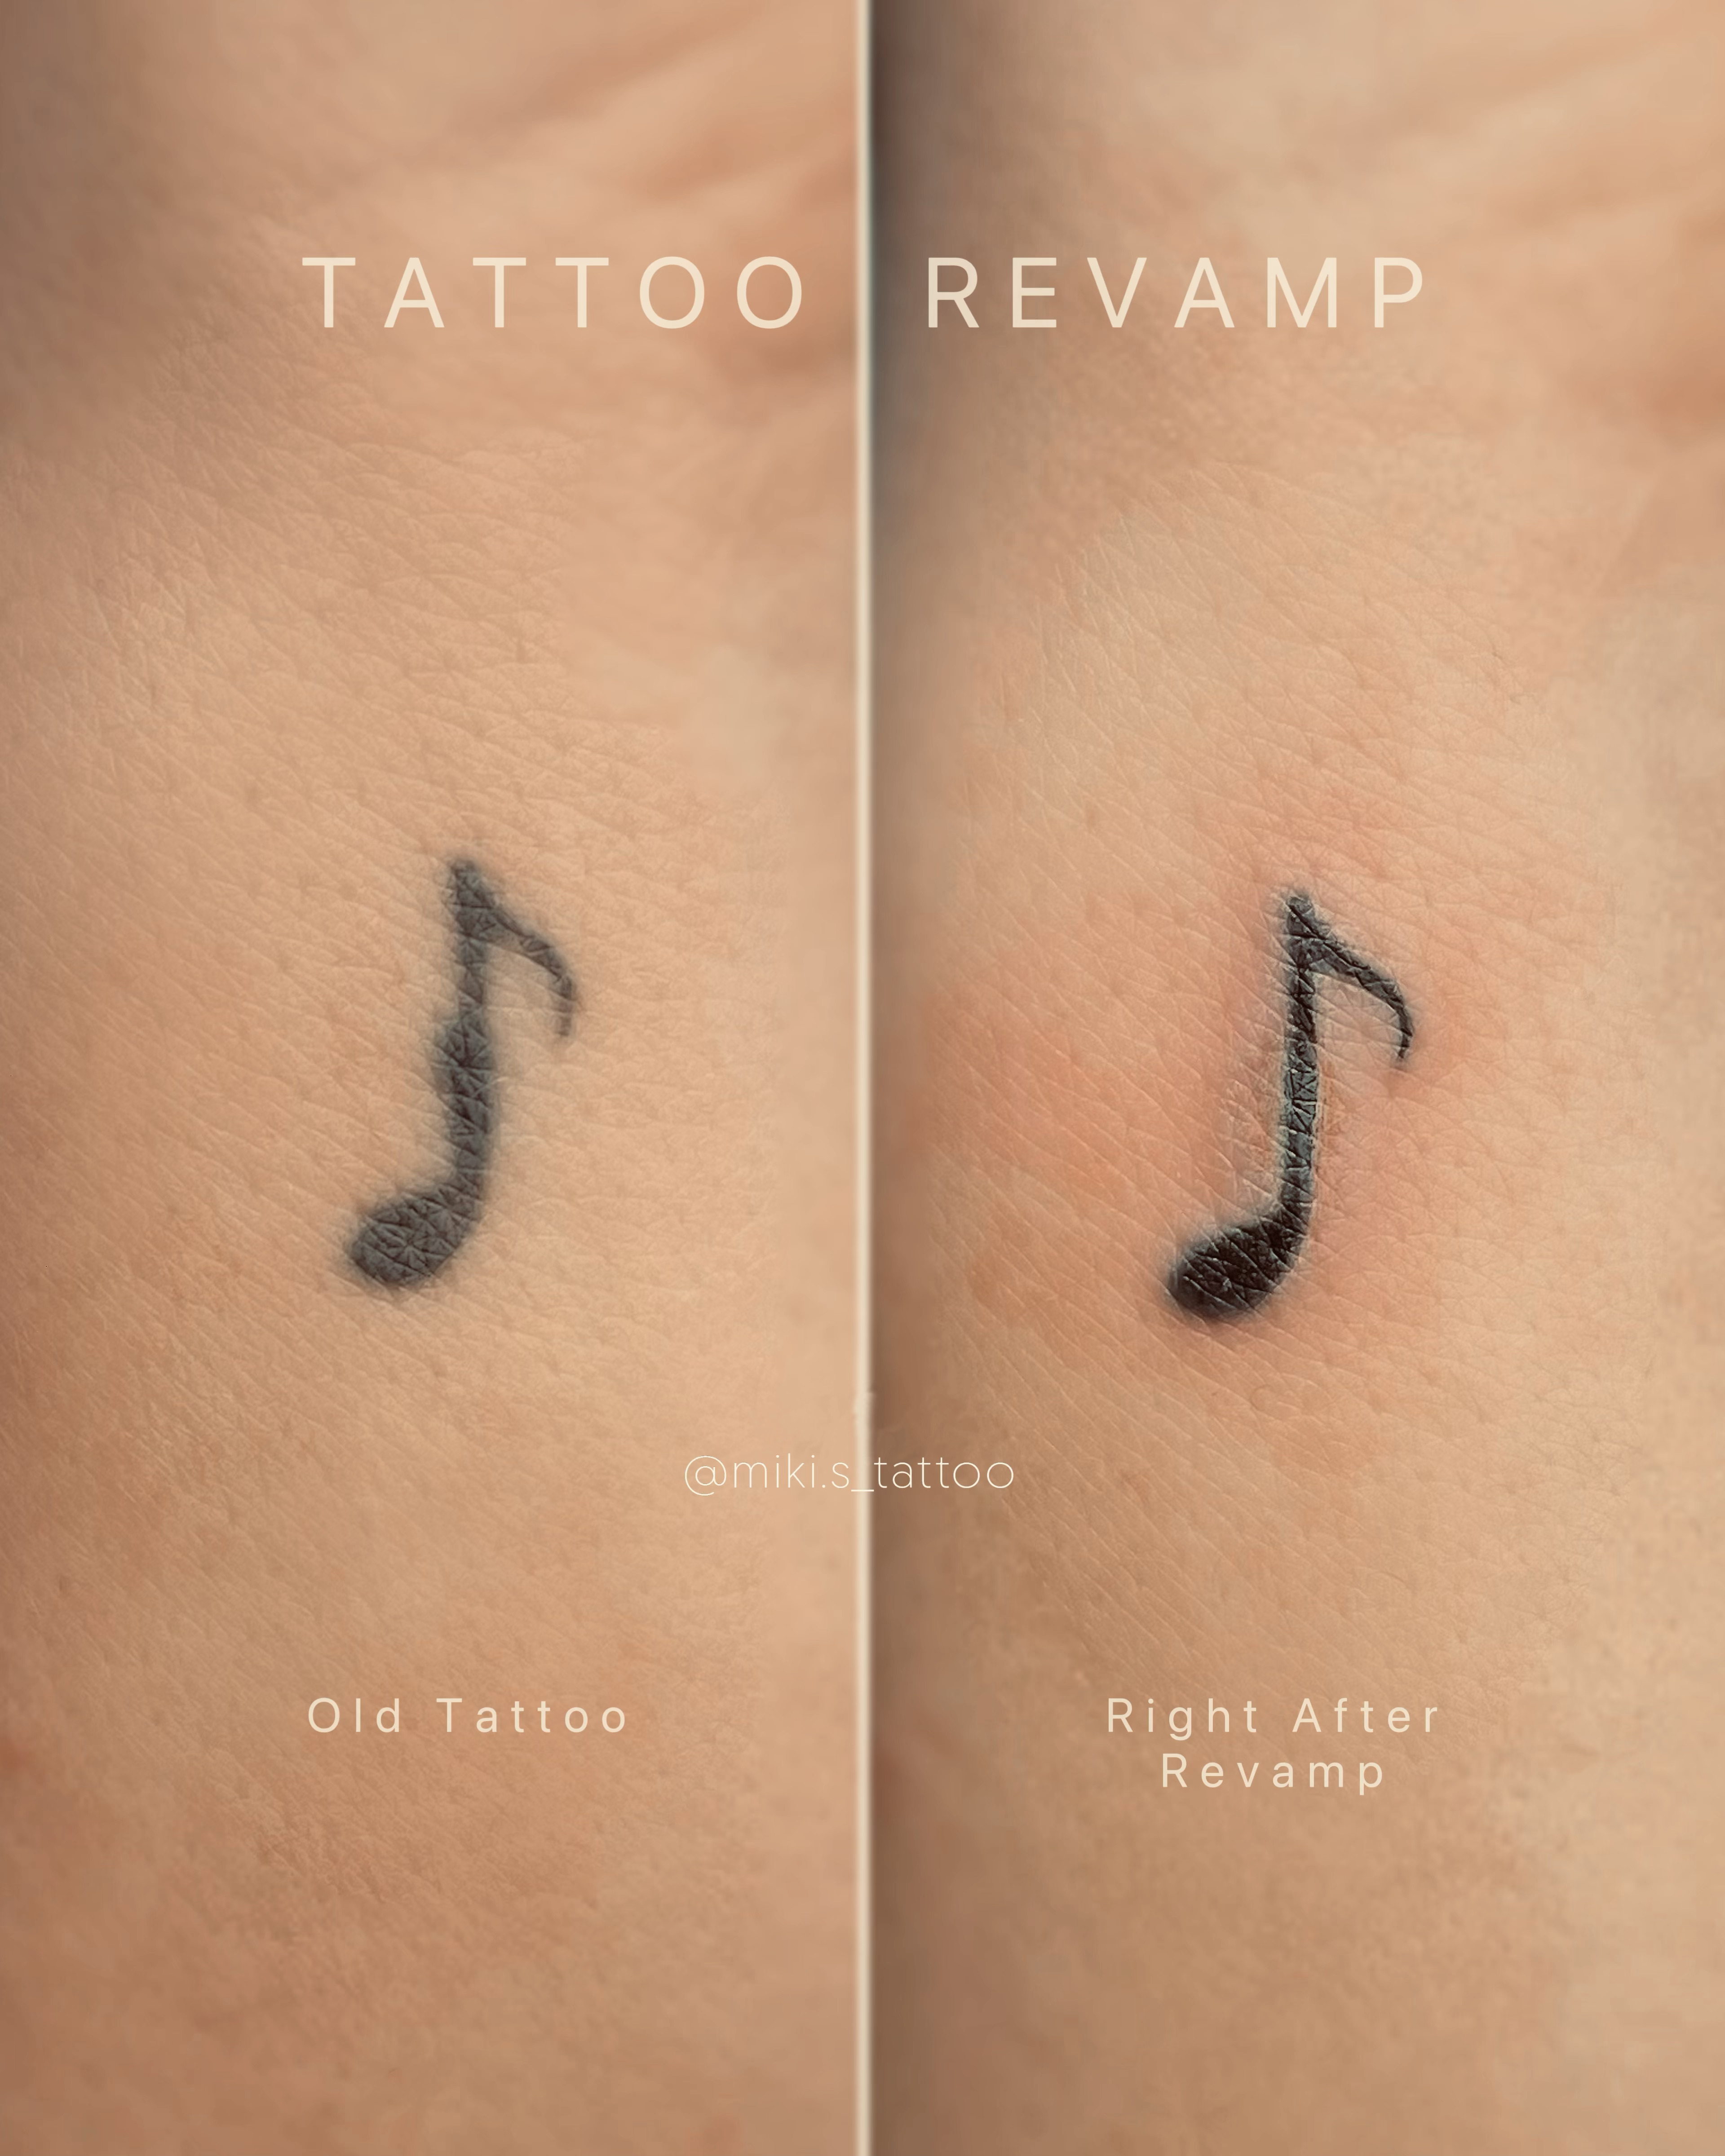 TATTOO REVAMP
@miki.s_tattoo
Old Tattoo
Right After
Revamp